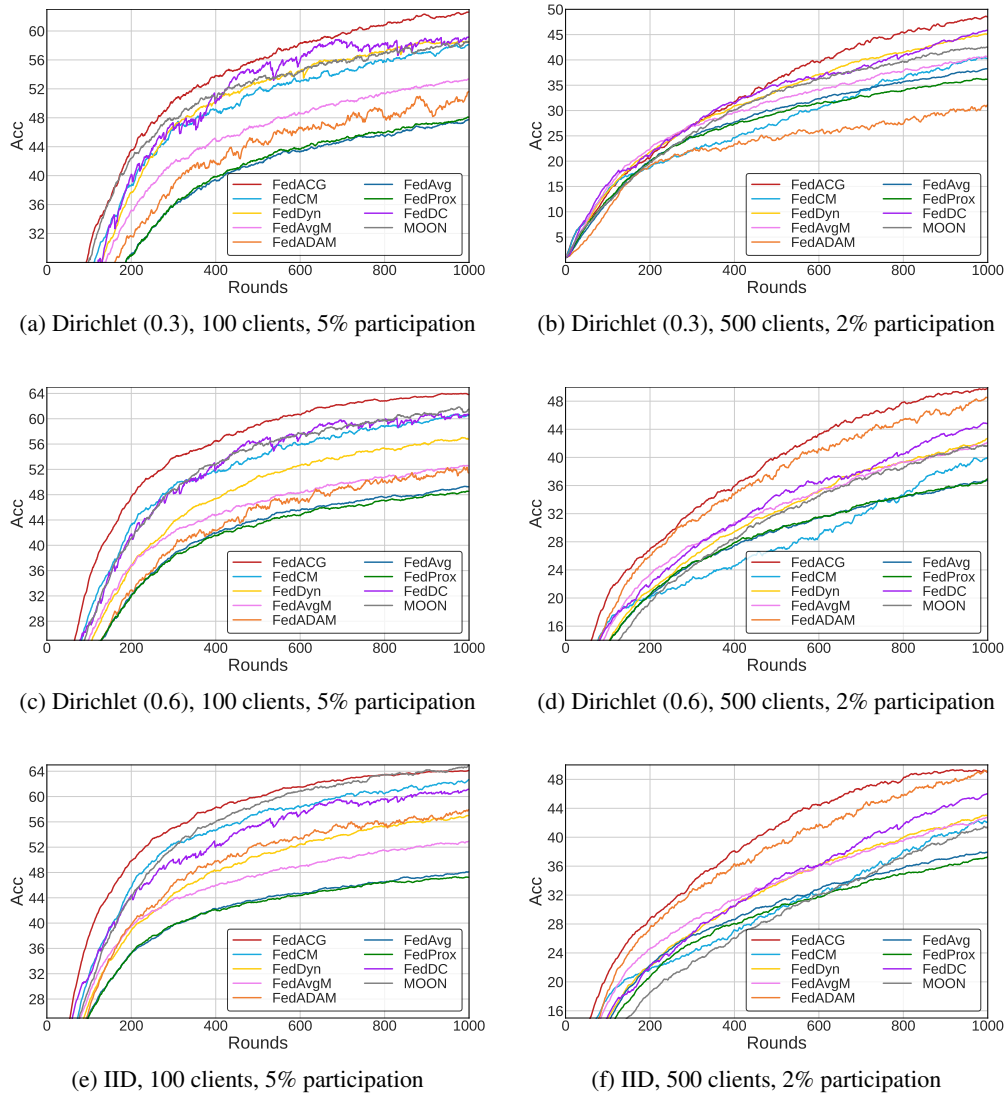 60
56
52
48
44
40
36
32
Acc
0 200 400 600 800 1000
Rounds
FedACG FedAvg
FedCM FedProx
FedDyn FedDC
FedAvgM MOON
FedADAM
(a) Dirichlet (0.3), 100 clients, 5% participation
50
45
40
35
30
25
20
15
10
5
Acc
0 200 400 600 800 1000
Rounds
FedACG FedAvg
FedCM FedProx
FedDyn FedDC
FedAvgM MOON
FedADAM
(b) Dirichlet (0.3), 500 clients, 2% participation
64
60
56
52
48
44
40
36
32
28
Acc
0 200 400 600 800 1000
Rounds
FedACG FedAvg
FedCM FedProx
FedDyn FedDC
FedAvgM MOON
FedADAM
(c) Dirichlet (0.6), 100 clients, 5% participation
48
44
40
36
32
28
24
20
16
Acc
0 200 400 600 800 1000
Rounds
FedACG FedAvg
FedCM FedProx
FedDyn FedDC
FedAvgM MOON
FedADAM
(d) Dirichlet (0.6), 500 clients, 2% participation
64
60
56
52
48
44
40
36
32
28
Acc
0 200 400 600 800 1000
Rounds
FedACG FedAvg
FedCM FedProx
FedDyn FedDC
FedAvgM MOON
FedADAM
(e) IID, 100 clients, 5% participation
48
44
40
36
32
28
24
20
16
Acc
0 200 400 600 800 1000
Rounds
FedACG FedAvg
FedCM FedProx
FedDyn FedDC
FedAvgM MOON
FedADAM
(f) IID, 500 clients, 2% participation